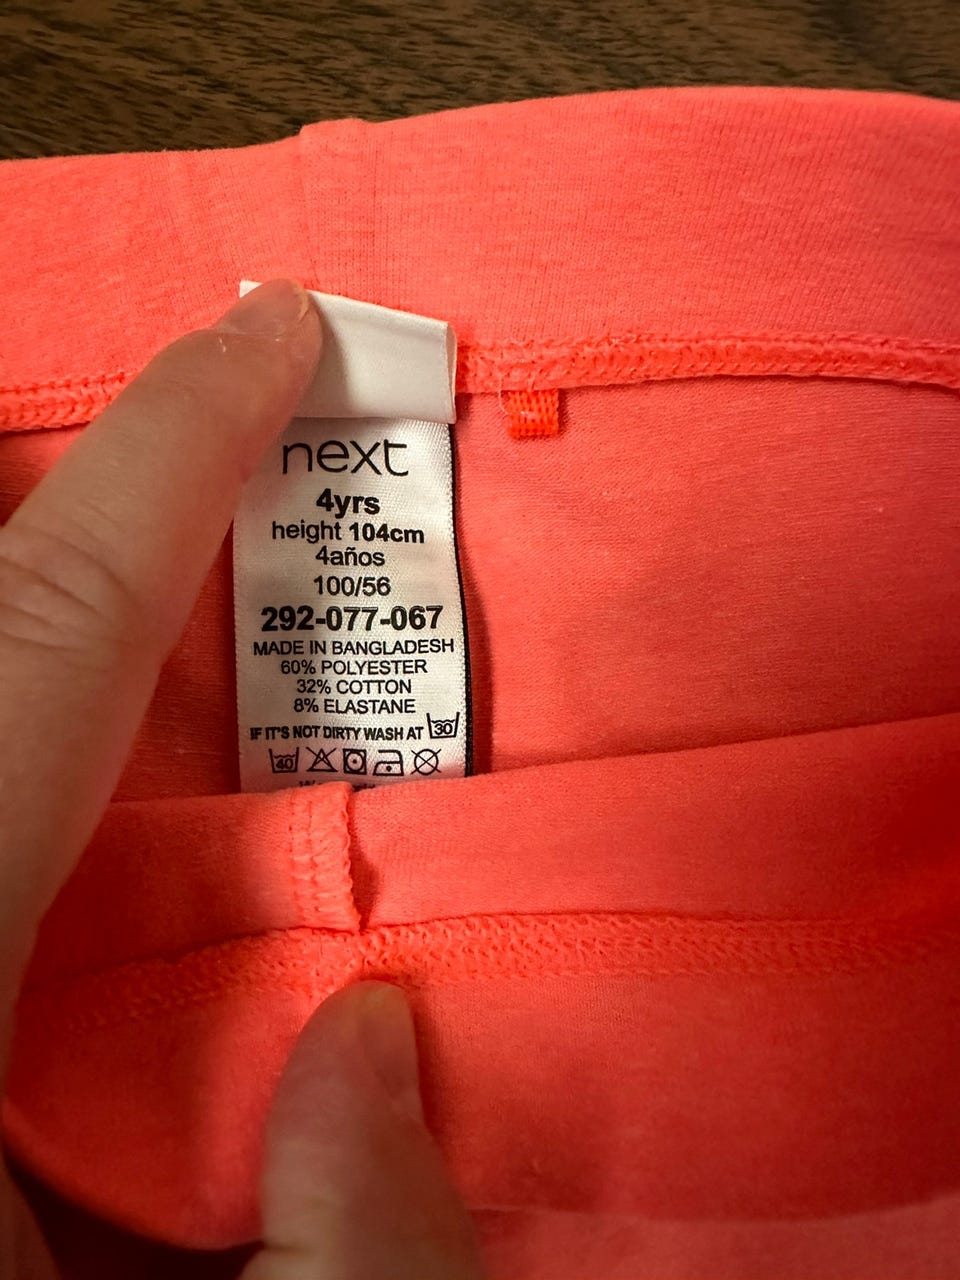 next
4yrs
height 104cm
4años
100/56
292-077-067
MADE IN BANGLADESH
60% POLYESTER
32% COTTON
8% ELASTANE
IF IT'S NOT DIRTY WASH AT 30
40